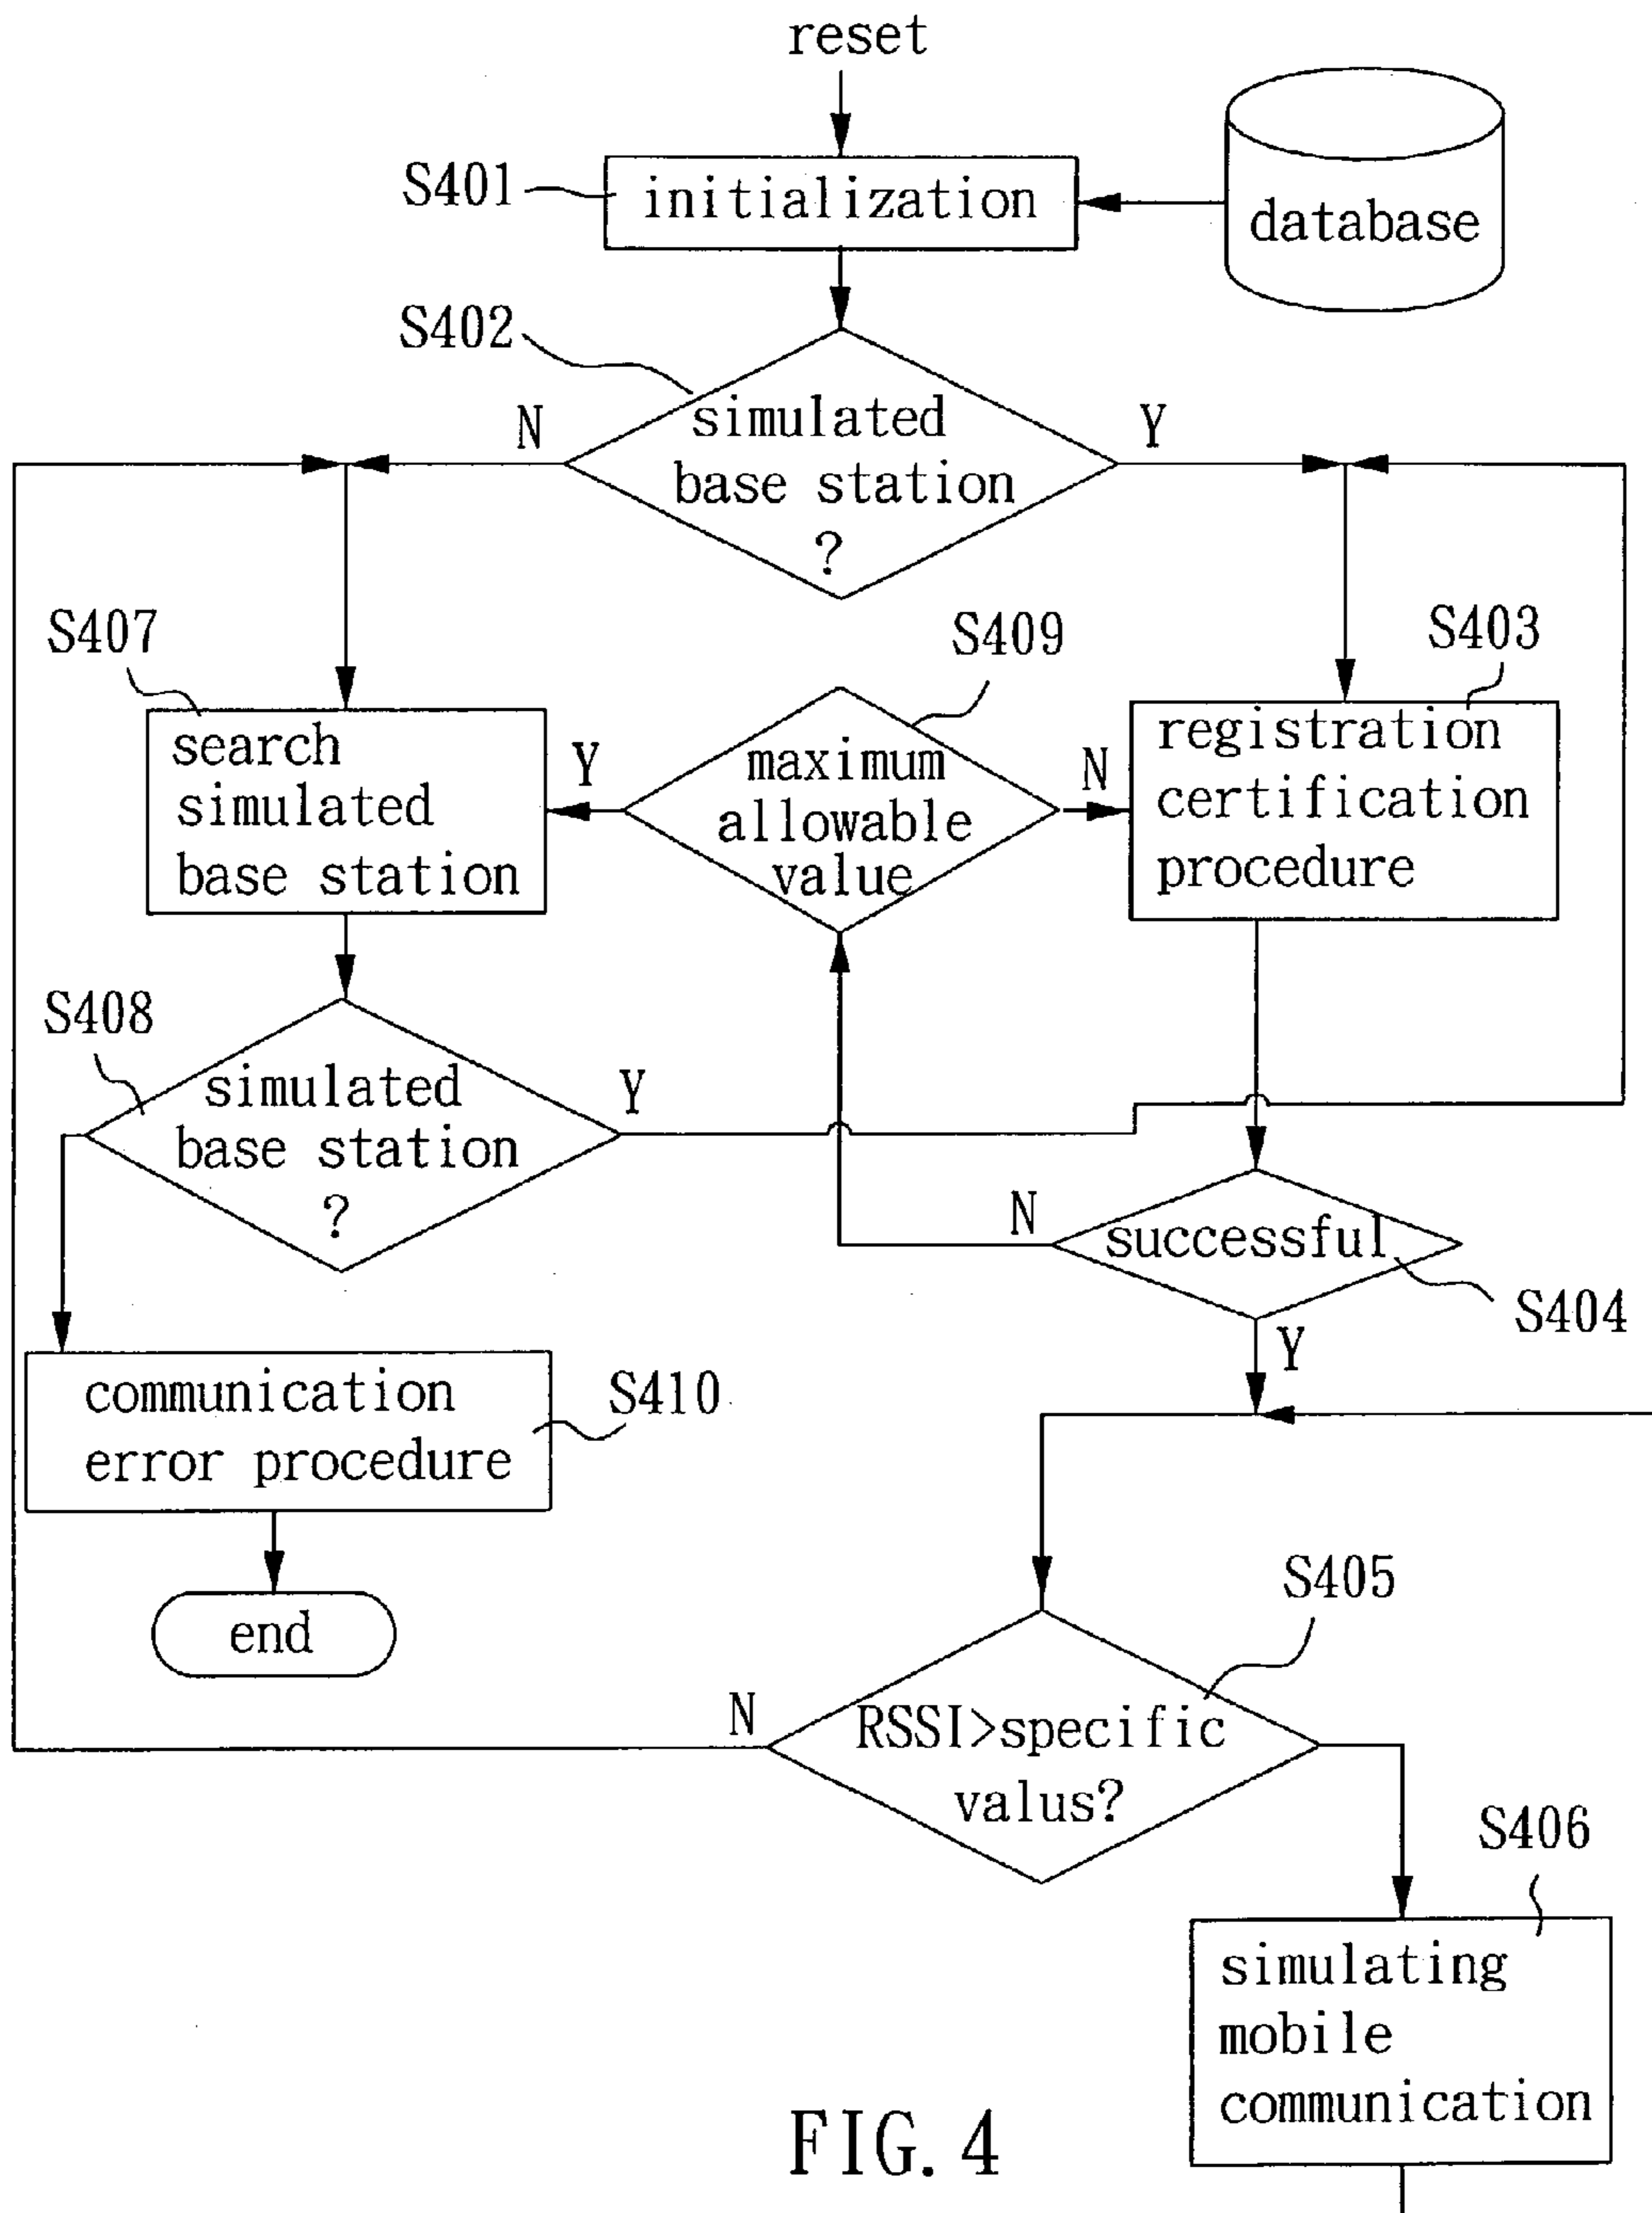 reset
S401
initialization
database
S402
simulated
base station
?
N
Y
S407
S409
S403
search
simulated
base station
Y
maximum
allowable
value
N
registration
certification
procedure
S408
simulated
base station
?
Y
N
successful
S404
Y
communication
error procedure
S410
end
S405
N
RSSI>specific
valus?
S406
simulating
mobile
communication
FIG. 4